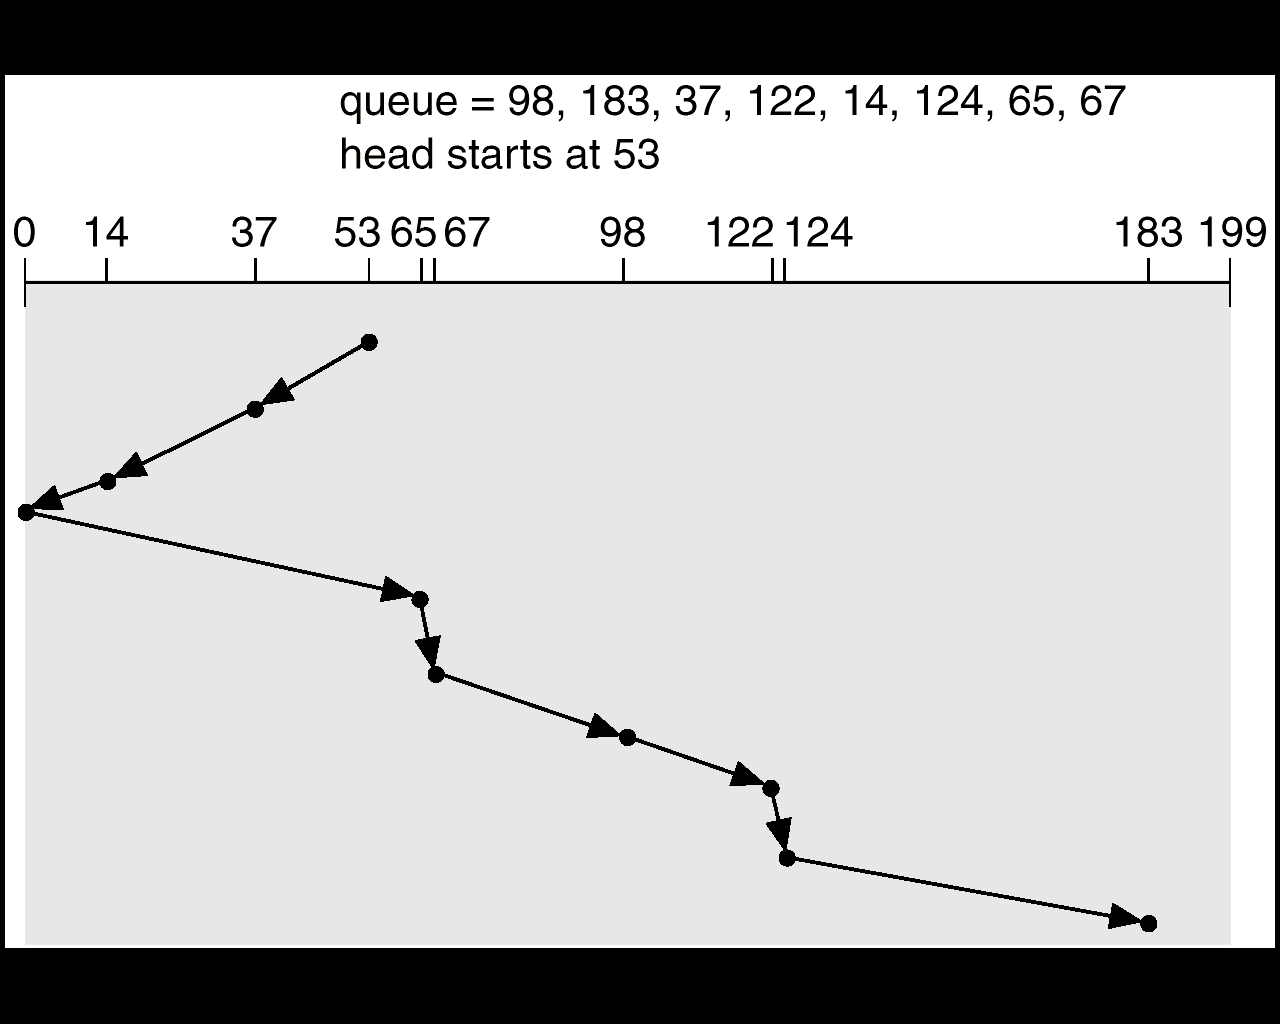 queue = 98, 183, 37, 122, 14, 124, 65, 67
head starts at 53
0 14 37 53 65 67 98 122 124 183 199